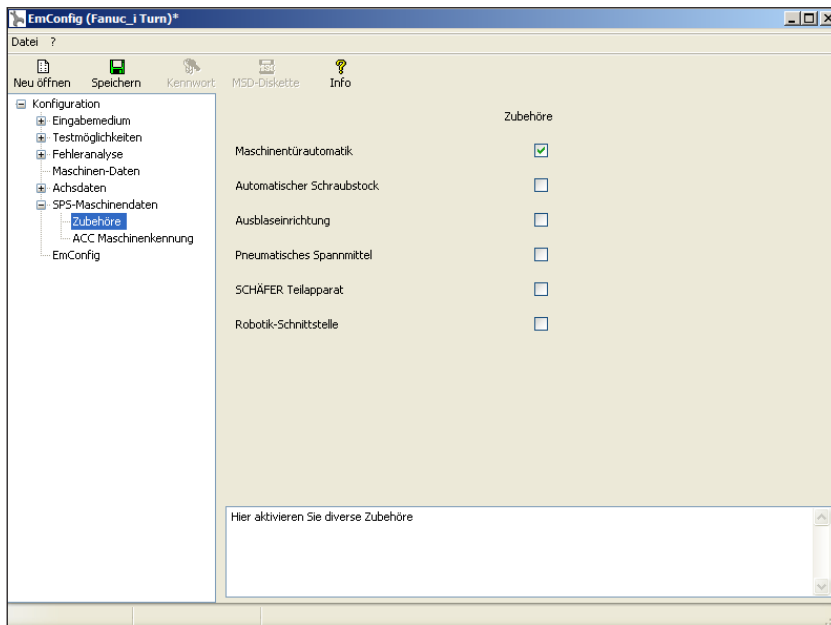 EmConfig (Fanuc_i Turn)*
Datei ?
Neu öffnen Speichern Kennwort MSD-Diskette Info
Konfiguration
Eingabemedium
Testmöglichkeiten
Fehleranalyse
Maschinen-Daten
Achsdaten
SPS-Maschinendaten
Zubehöre
ACC Maschinenkennung
EmConfig
Zubehöre
Maschinentürautomatik
Automatischer Schraubstock
Ausblaseinrichtung
Pneumatisches Spannmittel
SCHÄFER Teilapparat
Robotik-Schnittstelle
Hier aktivieren Sie diverse Zubehöre